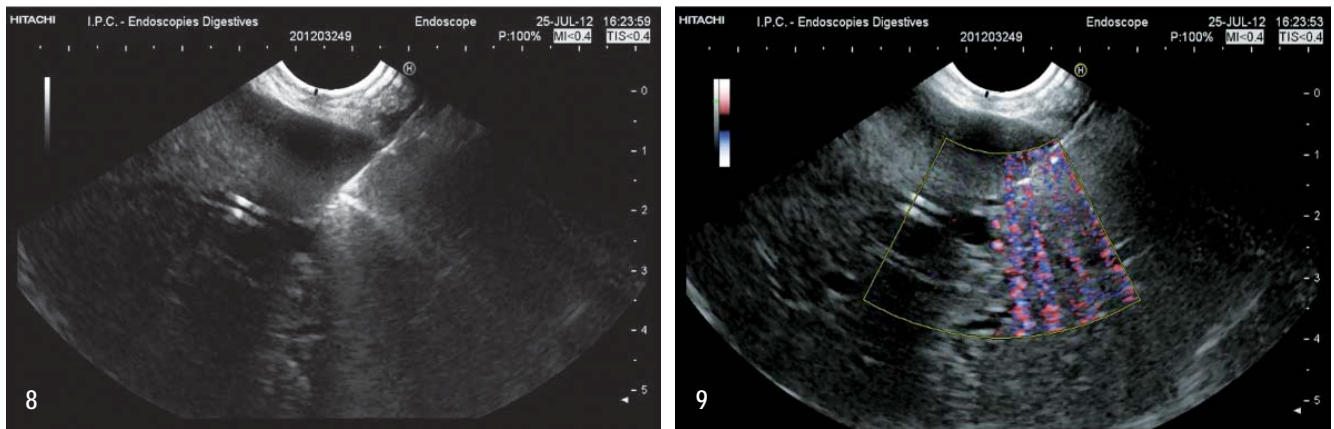 HITACHI I.P.C. - Endoscopies Digestives Endoscope 25-JUL-12 16:23:59
P:100% MI<0.4 TIS<0.4
201203249
H
0
1
2
3
4
5
8
HITACHI I.P.C. - Endoscopies Digestives Endoscope 25-JUL-12 16:23:53
P:100% MI<0.4 TIS<0.4
201203249
H
0
1
2
3
4
5
9